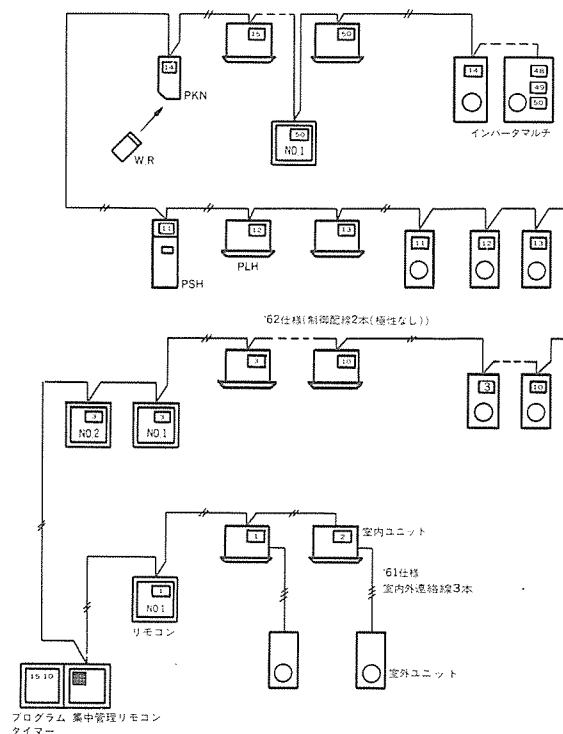 15
50
14
PKN
W.R
50
NO.1
14
48
49
50
インバータマルチ
11
PSH
12
PLH
13
11
12
13
'62仕様(制御配線2本(極性なし))
3
10
3
10
3
NO.2
3
NO.1
1
2
室内ユニット
'61仕様
室内外連絡線3本
1
NO1
リモコン
室外ユニット
15 10
プログラム
タイマー
集中管理リモコン